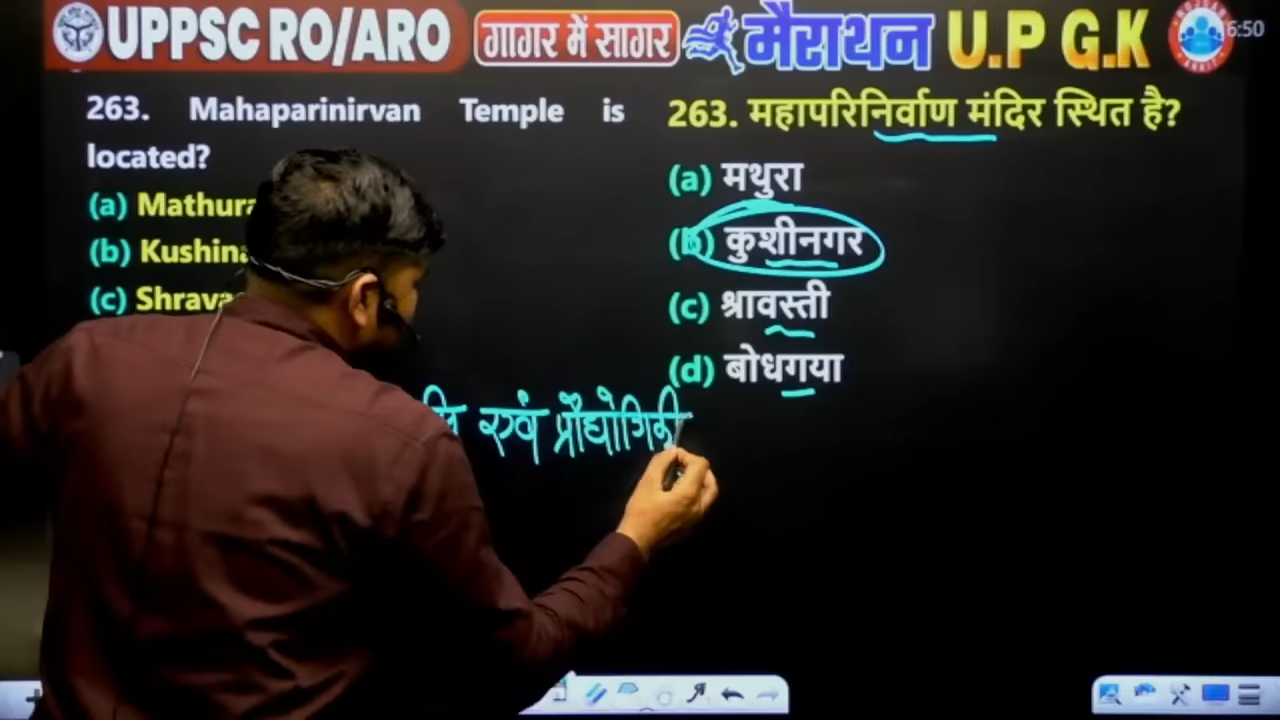 UPPSC RO/ARO गागर में सागर मैराथन U.P G.K
6:50
263. Mahaparinirvan Temple is
located?
(a) Mathura
(b) Kushina
(c) Shrava
263. महापरिनिर्वाण मंदिर स्थित है?
(a) मथुरा
(b) कुशीनगर
(c) श्रावस्ती
(d) बोधगया
एवं प्रौद्योगिकी